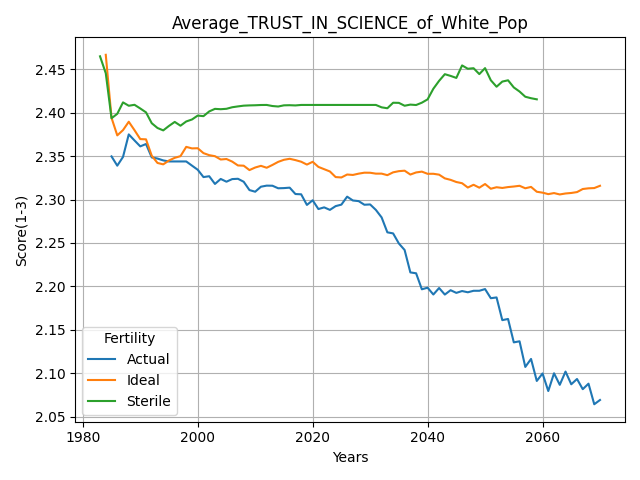 Average_TRUST_IN_SCIENCE_of_White_Pop
Score(1-3)
2.45
2.40
2.35
2.30
2.25
2.20
2.15
2.10
2.05
Fertility
Actual
Ideal
Sterile
1980 2000 2020 2040 2060
Years